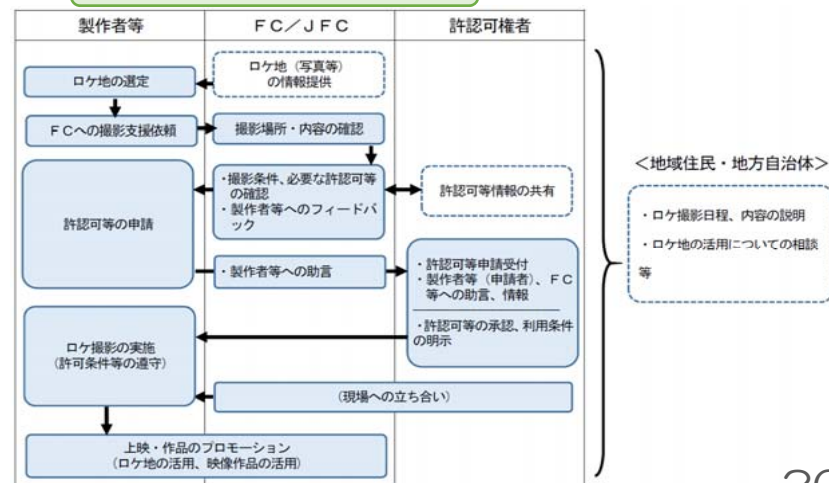 製作者等
ＦＣ／ＪＦＣ
許認可権者
ロケ地の選定
ロケ地（写真等）
の情報提供
ＦＣへの撮影支援依頼
撮影場所・内容の確認
許認可等の申請
・撮影条件、必要な許認可等
の確認
・製作者等へのフィードバ
ック
許認可等情報の共有
・製作者等への助言
・許認可等申請受付
・製作者等（申請者）、ＦＣ
等への助言、情報
・許認可等の承認、利用条件
の明示
ロケ撮影の実施
（許可条件等の遵守）
（現場への立ち合い）
上映・作品のプロモーション
（ロケ地の活用、映像作品の活用）
＜地域住民・地方自治体＞
・ロケ撮影日程、内容の説明
・ロケ地の活用についての相談
等